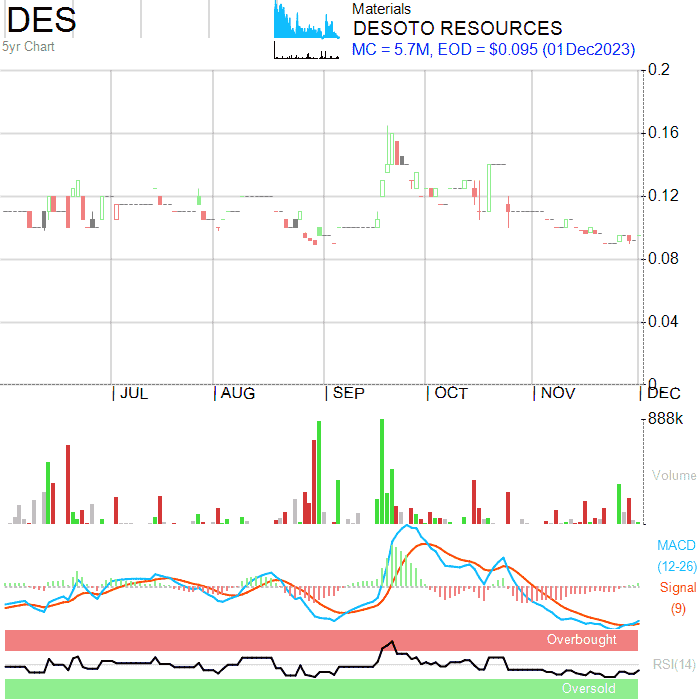 DES
5yr Chart
Materials
DESOTO RESOURCES
MC = 5.7M, EOD = $0.095 (01Dec2023)
0.2
0.16
0.12
0.08
0.04
0
JUL AUG SEP OCT NOV DEC
888k
Volume
MACD
(12-26)
Signal
(9)
Overbought
RSI(14)
Oversold